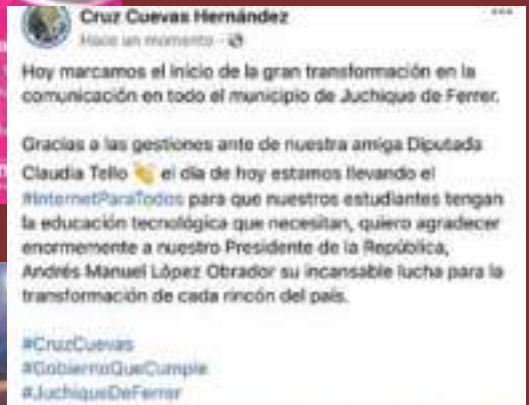 Cruz Cuevas Hernández
Hace un momento ·
Hoy marcamos el inicio de la gran transformación en la
comunicación en todo el municipio de Juchique de Ferrer.
Gracias a las gestiones ante de nuestra amiga Diputada
Claudia Tello 👏 el día de hoy estamos llevando el
#InternetParaTodos para que nuestros estudiantes tengan
la educación tecnológica que necesitan, quiero agradecer
enormemente a nuestro Presidente de la República,
Andrés Manuel López Obrador su incansable lucha para la
transformación de cada rincón del país.
#CruzCuevas
#GobiernoQueCumple
#JuchiqueDeFerrer